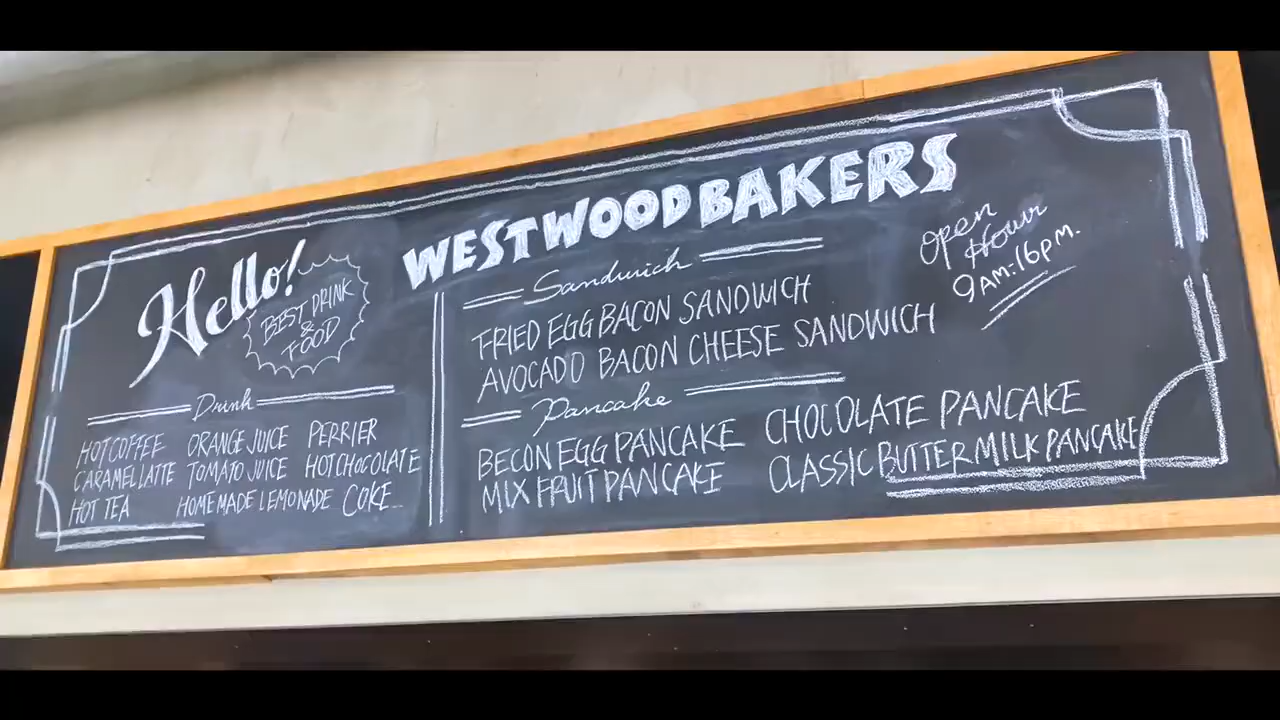 WESTWOOD BAKERS
Hello!
BEST DRINK
&
FOOD
Drink
HOT COFFEE ORANGE JUICE PERRIER
CARAMEL LATTE TOMATO JUICE HOT CHOCOLATE
HOT TEA HOME MADE LEMONADE COKE...
Sandwich
FRIED EGG BACON SANDWICH
AVOCADO BACON CHEESE SANDWICH
Pancake
BECON EGG PANCAKE CHOCOLATE PANCAKE
MIX FRUIT PANCAKE CLASSIC BUTTER MILK PANCAKE
open
Hour
9AM:16PM.